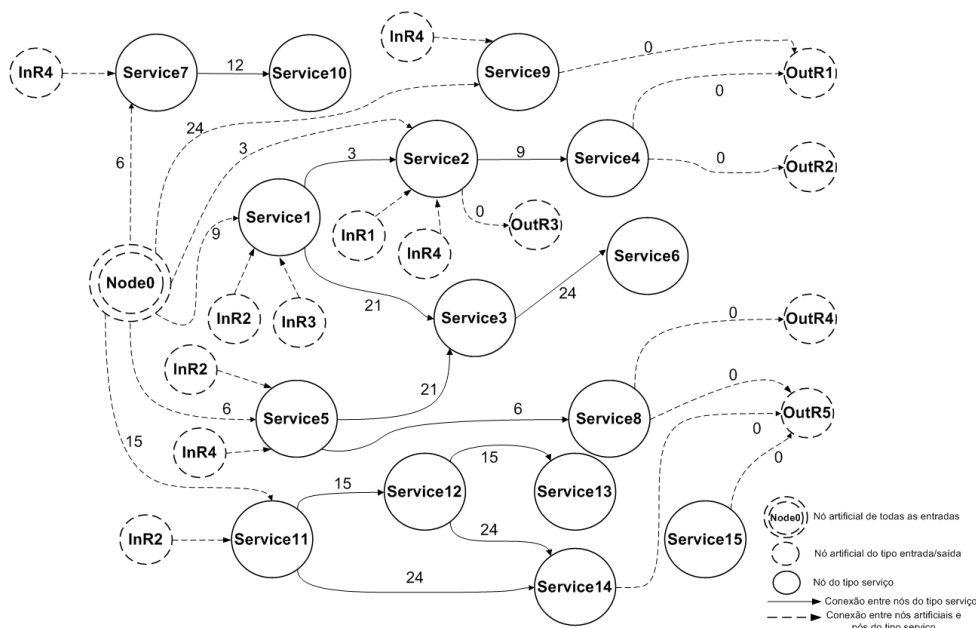 InR4
Service7
12
Service10
InR4
Service9
0
OutR1
0
24
6
3
3
Service2
9
Service4
0
OutR2
Service1
9
InR1
InR4
0
OutR3
Node0
InR2
InR3
21
Service3
24
Service6
InR2
6
Service5
21
6
Service8
0
OutR4
0
OutR5
0
0
InR4
15
InR2
Service11
15
Service12
15
Service13
24
24
Service14
Service15
Node0
Nó artificial de todas as entradas
Nó artificial do tipo entrada/saída
Nó do tipo serviço
Conexão entre nós do tipo serviço
Conexão entre nós artificiais e
nós do tipo serviço